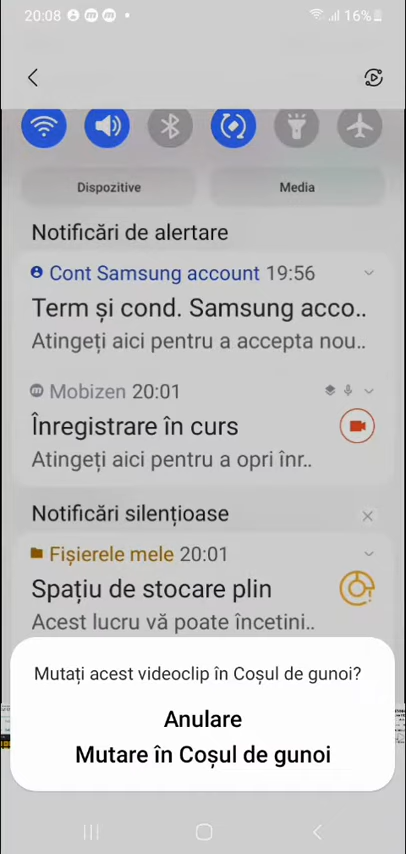 20:08
16%
Dispozitive
Media
Notificări de alertare
Cont Samsung account 19:56
Term și cond. Samsung acco..
Atingeți aici pentru a accepta nou..
Mobizen 20:01
Înregistrare în curs
Atingeți aici pentru a opri înr..
Notificări silențioase
Fișierele mele 20:01
Spațiu de stocare plin
Acest lucru vă poate încetini..
Mutați acest videoclip în Coșul de gunoi?
Anulare
Mutare în Coșul de gunoi